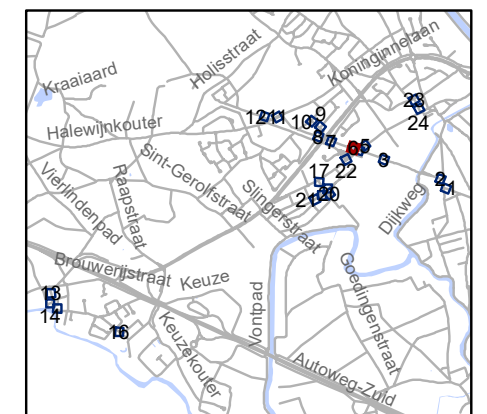 Koninginnelaan
Holisstraat
Kraaiaard
23
24
12
11
10
9
8
7
6
5
3
22
Halewijnkouter
Sint-Gerolfstraat
Vierlindenpad
Raapstraat
Slingerstraat
17
20
21
2
1
Dijkweg
Brouwerijstraat
Keuze
Vontpad
Goedingenstraat
13
14
16
Keuzekouter
Autoweg-Zuid